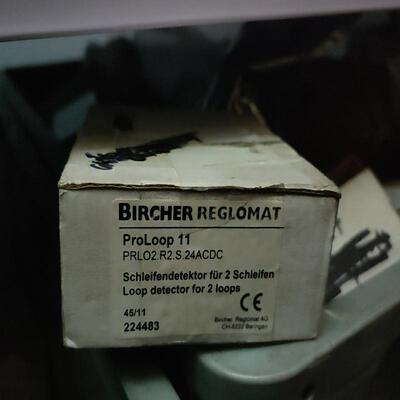 BIRCHER REGLOMAT
ProLoop 11
PRLO2.R2.S.24ACDC
Schleifendetektor für 2 Schleifen
Loop detector for 2 loops
CE
45/11
224483
Bircher Reglomat AG
CH-8222 Beringen